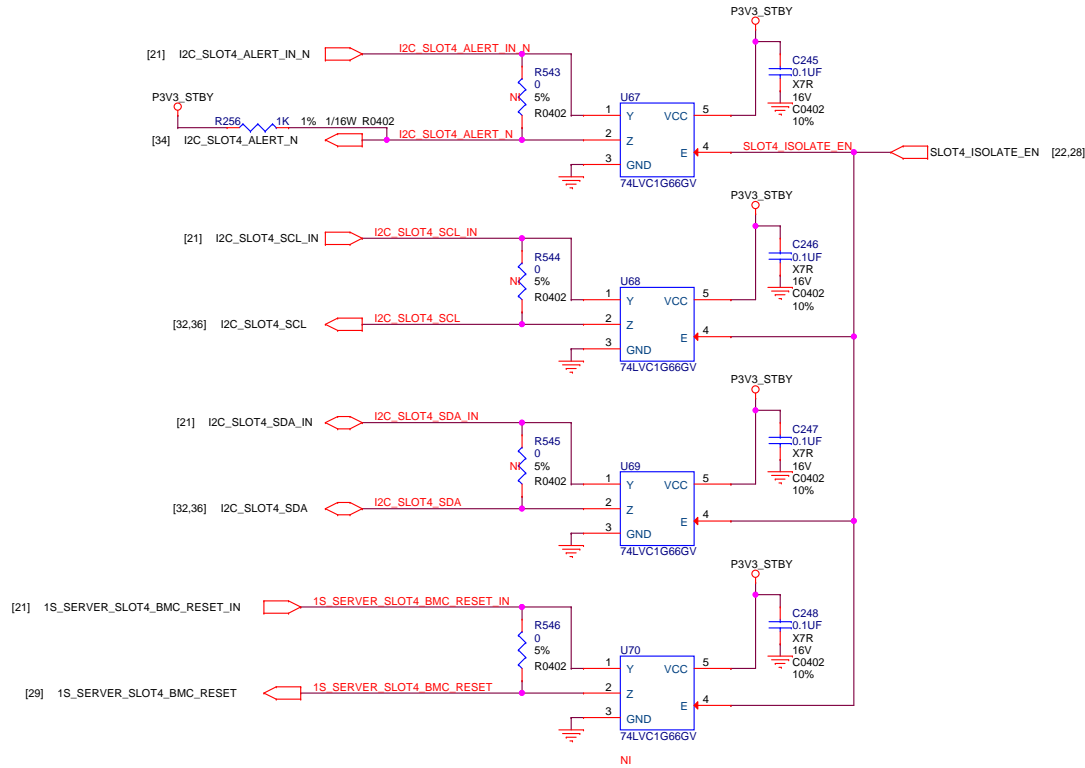 P3V3_STBY
[21] I2C_SLOT4_ALERT_IN_N I2C_SLOT4_ALERT_IN_N
R543
0
5%
R0402
NI
C245
0.1UF
X7R
16V
C0402
10%
P3V3_STBY
R256 1K 1% 1/16W R0402
[34] I2C_SLOT4_ALERT_N I2C_SLOT4_ALERT_N
U67
1 Y VCC 5
2 Z
E 4
3 GND
74LVC1G66GV
SLOT4_ISOLATE_EN SLOT4_ISOLATE_EN [22,28]
P3V3_STBY
[21] I2C_SLOT4_SCL_IN I2C_SLOT4_SCL_IN
R544
0
5%
R0402
NI
C246
0.1UF
X7R
16V
C0402
10%
[32,36] I2C_SLOT4_SCL I2C_SLOT4_SCL
U68
1 Y VCC 5
2 Z
E 4
3 GND
74LVC1G66GV
P3V3_STBY
[21] I2C_SLOT4_SDA_IN I2C_SLOT4_SDA_IN
R545
0
5%
R0402
NI
C247
0.1UF
X7R
16V
C0402
10%
[32,36] I2C_SLOT4_SDA I2C_SLOT4_SDA
U69
1 Y VCC 5
2 Z
E 4
3 GND
74LVC1G66GV
P3V3_STBY
[21] 1S_SERVER_SLOT4_BMC_RESET_IN 1S_SERVER_SLOT4_BMC_RESET_IN
R546
0
5%
R0402
C248
0.1UF
X7R
16V
C0402
10%
[29] 1S_SERVER_SLOT4_BMC_RESET 1S_SERVER_SLOT4_BMC_RESET
U70
1 Y VCC 5
2 Z
E 4
3 GND
74LVC1G66GV
NI